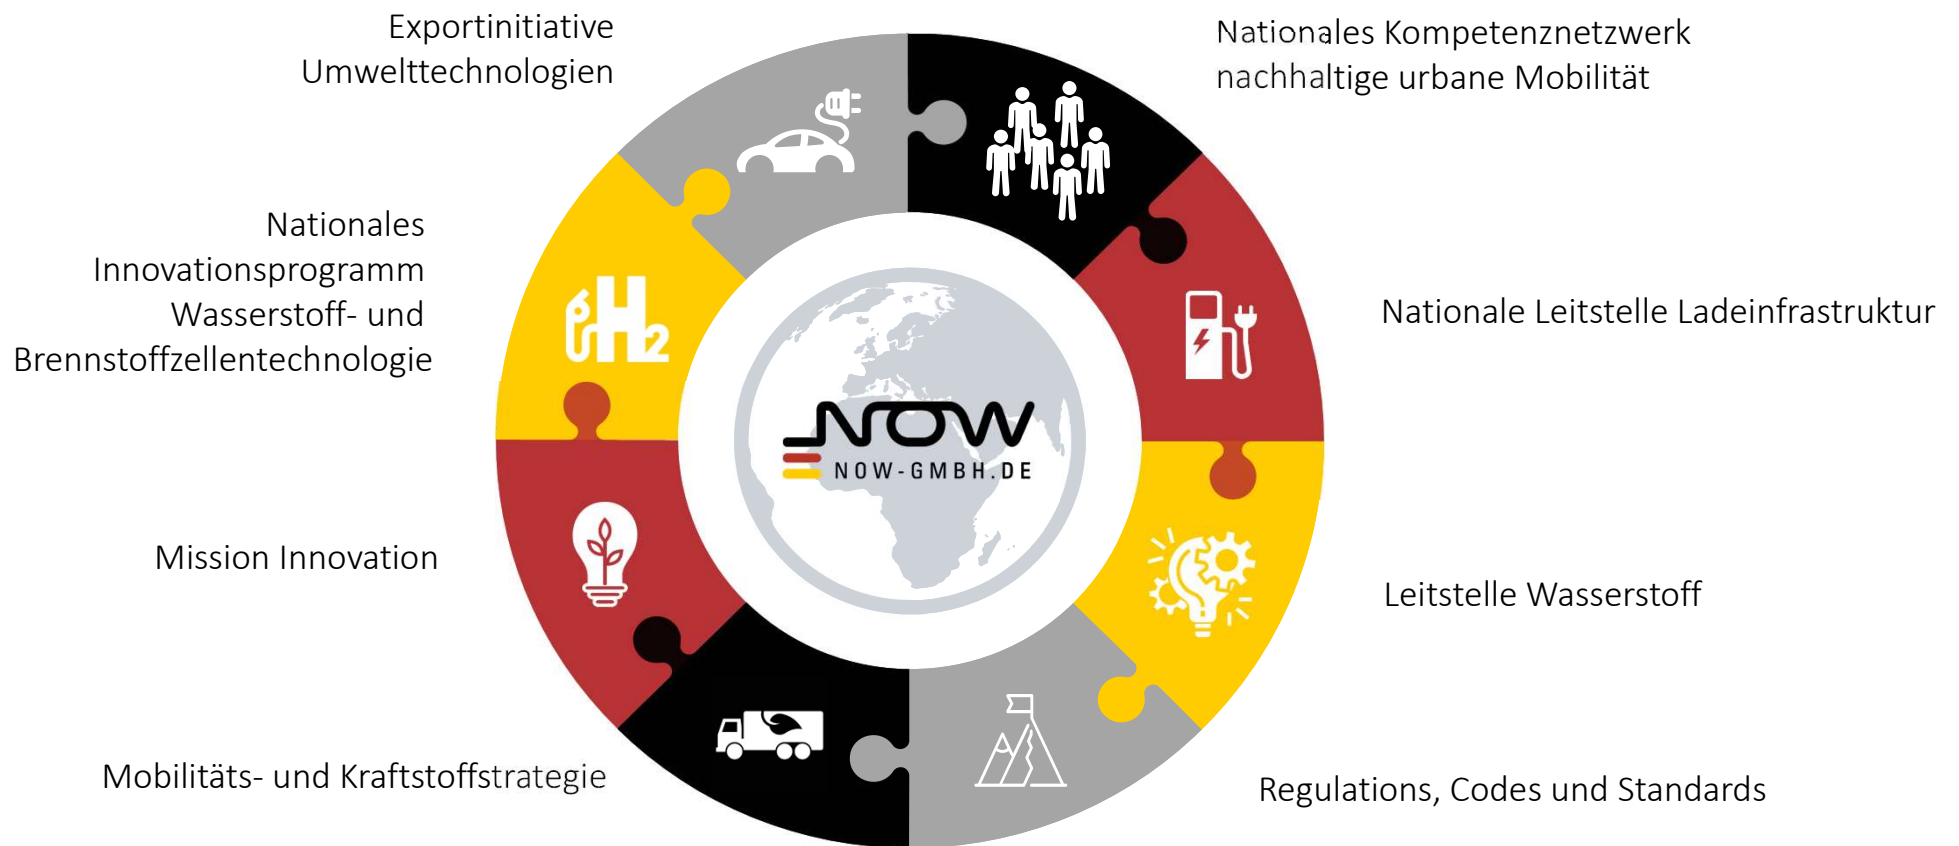 Exportinitiative
Umwelttechnologien
Nationales Kompetenznetzwerk
nachhaltige urbane Mobilität
Nationales
Innovationsprogramm
Wasserstoff- und
Brennstoffzellentechnologie
H2
Nationale Leitstelle Ladeinfrastruktur
NOW
NOW-GMBH.DE
Mission Innovation
Leitstelle Wasserstoff
Mobilitäts- und Kraftstoffstrategie
Regulations, Codes und Standards